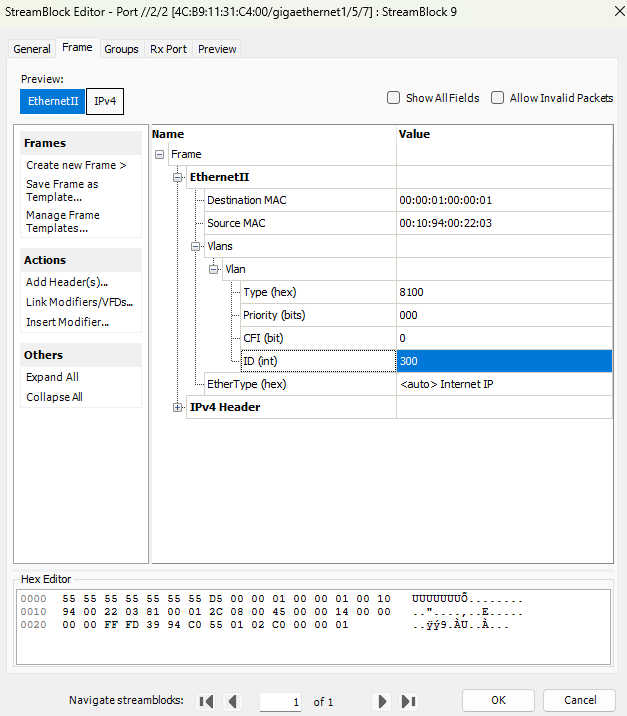 StreamBlock Editor - Port //2/2 [4C:B9:11:31:C4:00/gigaethernet1/5/7] : StreamBlock 9
General Frame Groups Rx Port Preview
Preview:
EthernetII IPv4
Show All Fields Allow Invalid Packets
Frames
Create new Frame >
Save Frame as
Template...
Manage Frame
Templates...
Actions
Add Header(s)...
Link Modifiers/VFDs...
Insert Modifier...
Others
Expand All
Collapse All
Name Value
Frame
EthernetII
Destination MAC 00:00:01:00:00:01
Source MAC 00:10:94:00:22:03
Vlans
Vlan
Type (hex) 8100
Priority (bits) 000
CFI (bit) 0
ID (int) 300
EtherType (hex) <auto> Internet IP
IPv4 Header
Hex Editor
0000 55 55 55 55 55 55 55 D5 00 00 01 00 00 01 00 10 UUUUUUUÕ........
0010 94 00 22 03 81 00 01 2C 08 00 45 00 00 14 00 00 .."....,..E.....
0020 00 00 FF FD 39 94 C0 55 01 02 C0 00 00 01 ..ÿý9.ÀU..À...
Navigate streamblocks: 1 of 1 OK Cancel